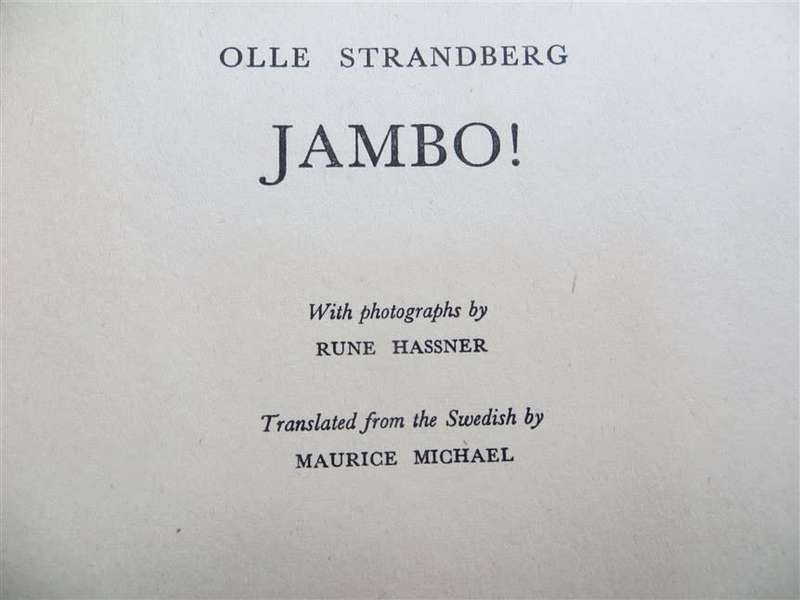 OLLE STRANDBERG
JAMBO!
With photographs by
RUNE HASSNER
Translated from the Swedish by
MAURICE MICHAEL